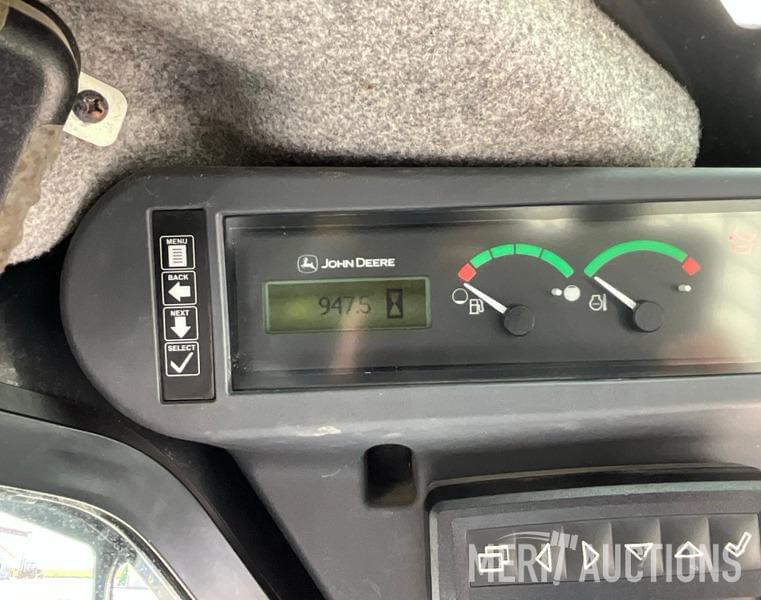 MENU
BACK
NEXT
SELECT
JOHN DEERE
947.5
MERIT AUCTIONS